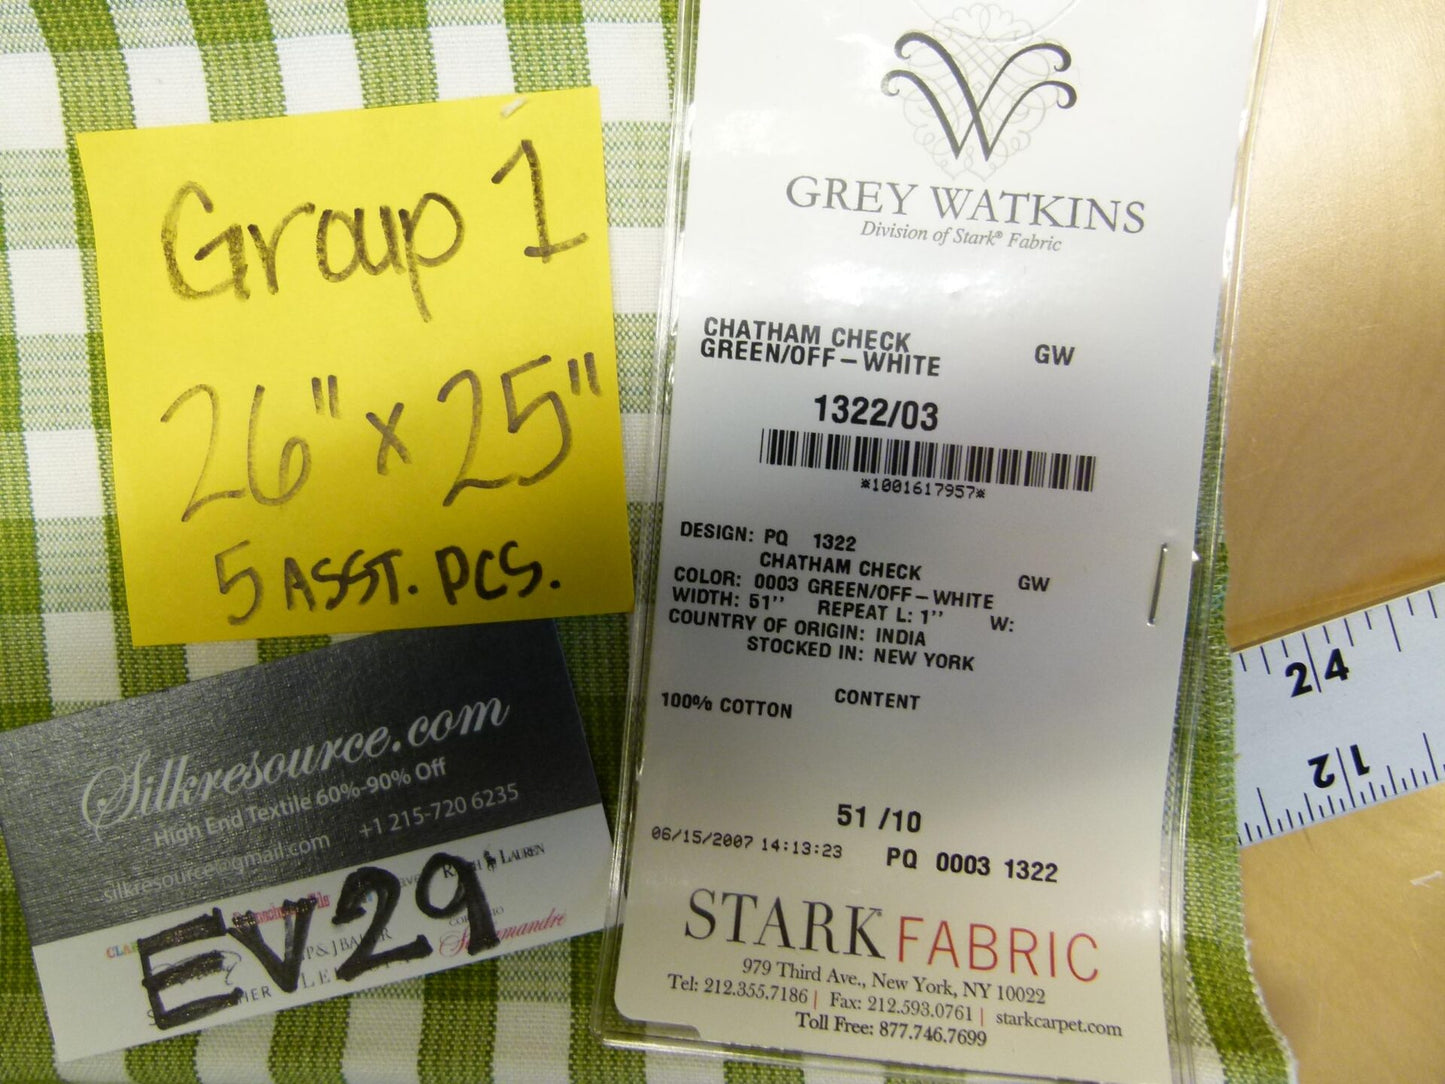 Group 1
26" x 25"
5 ASST. PCS.
Silkresource.com
High End Textile 60%-90% Off
silkresource@gmail.com +1 215-720 6235
LAUREN
EV29
GREY WATKINS
Division of Stark® Fabric
CHATHAM CHECK
GREEN/OFF-WHITE GW
1322/03
*1001617957*
DESIGN: PQ 1322
CHATHAM CHECK GW
COLOR: 0003 GREEN/OFF-WHITE
WIDTH: 51'' REPEAT L: 1'' W:
COUNTRY OF ORIGIN: INDIA
STOCKED IN: NEW YORK
CONTENT
100% COTTON
51 /10
06/15/2007 14:13:23 PQ 0003 1322
STARK FABRIC
979 Third Ave., New York, NY 10022
Tel: 212.355.7186 | Fax: 212.593.0761 | starkcarpet.com
Toll Free: 877.746.7699
24
12